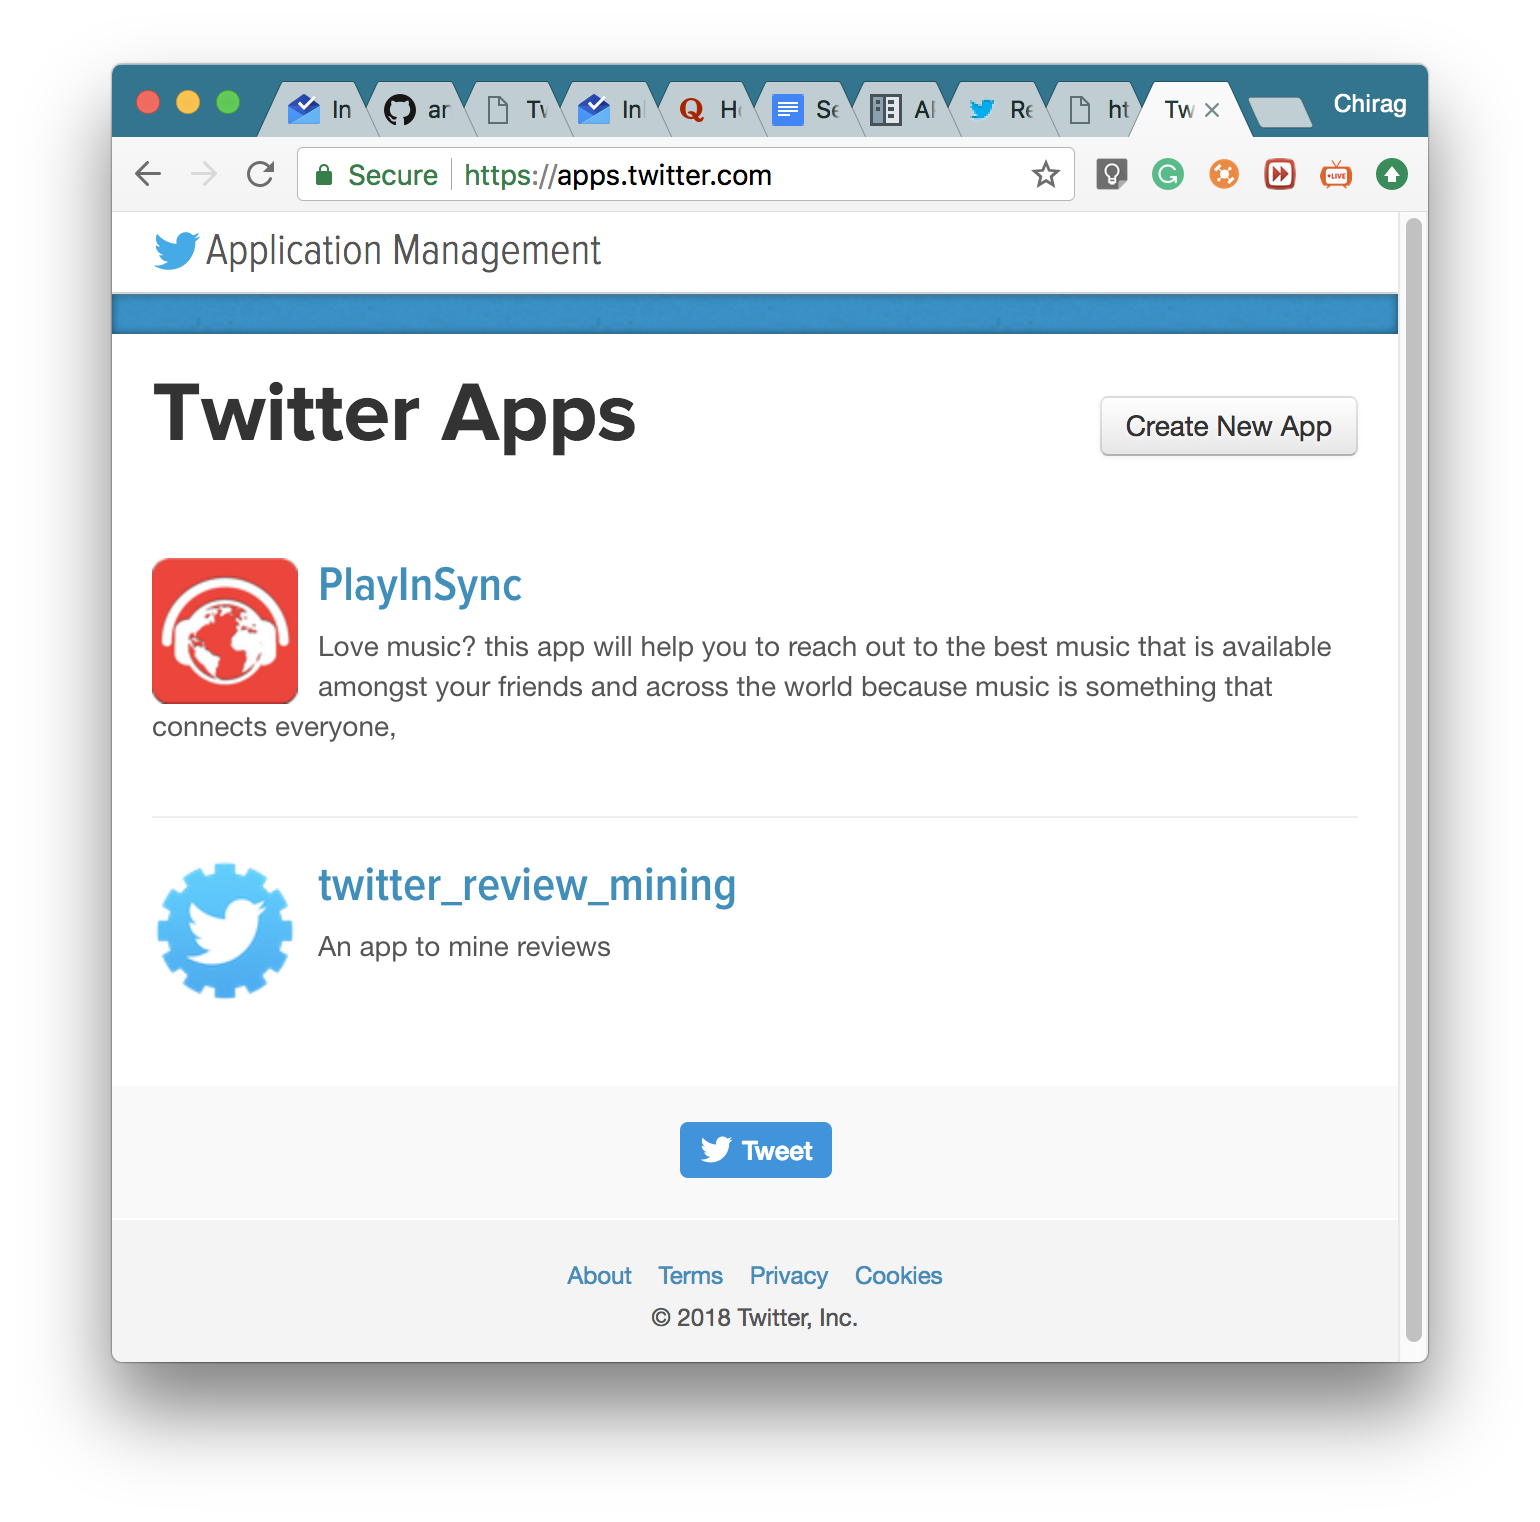 In ar Tw In Q H Se AI Re ht Tw Chirag
Secure https://apps.twitter.com LIVE
Application Management
Twitter Apps
Create New App
PlayInSync
Love music? this app will help you to reach out to the best music that is available
amongst your friends and across the world because music is something that
connects everyone,
twitter_review_mining
An app to mine reviews
Tweet
About Terms Privacy Cookies
© 2018 Twitter, Inc.